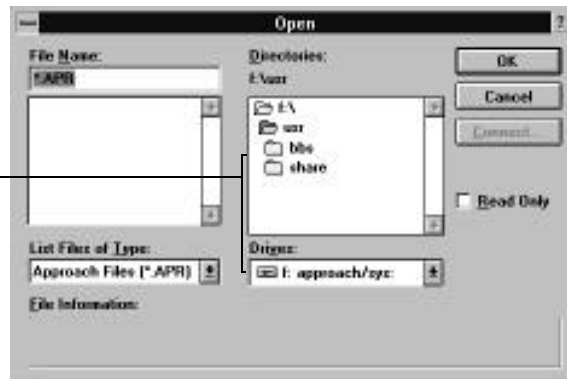 Open
?
File Name:
*.APR
Directories:
f:\usr
f:\
usr
bbs
share
OK
Cancel
Connect...
Read Only
List Files of Type:
Approach Files (*.APR)
Drives:
f: approach/sys:
File Information: